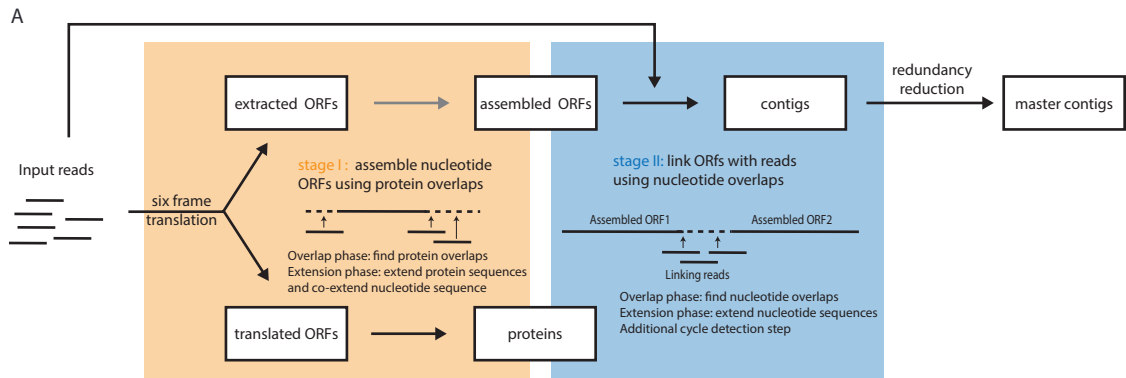 A
redundancy
reduction
extracted ORFs
assembled ORFs
contigs
master contigs
Input reads
stage I : assemble nucleotide
ORFs using protein overlaps
stage II: link ORFs with reads
using nucleotide overlaps
six frame
translation
Assembled ORF1
Assembled ORF2
Linking reads
Overlap phase: find protein overlaps
Extension phase: extend protein sequences
and co-extend nucleotide sequence
Overlap phase: find nucleotide overlaps
Extension phase: extend nucleotide sequences
Additional cycle detection step
translated ORFs
proteins